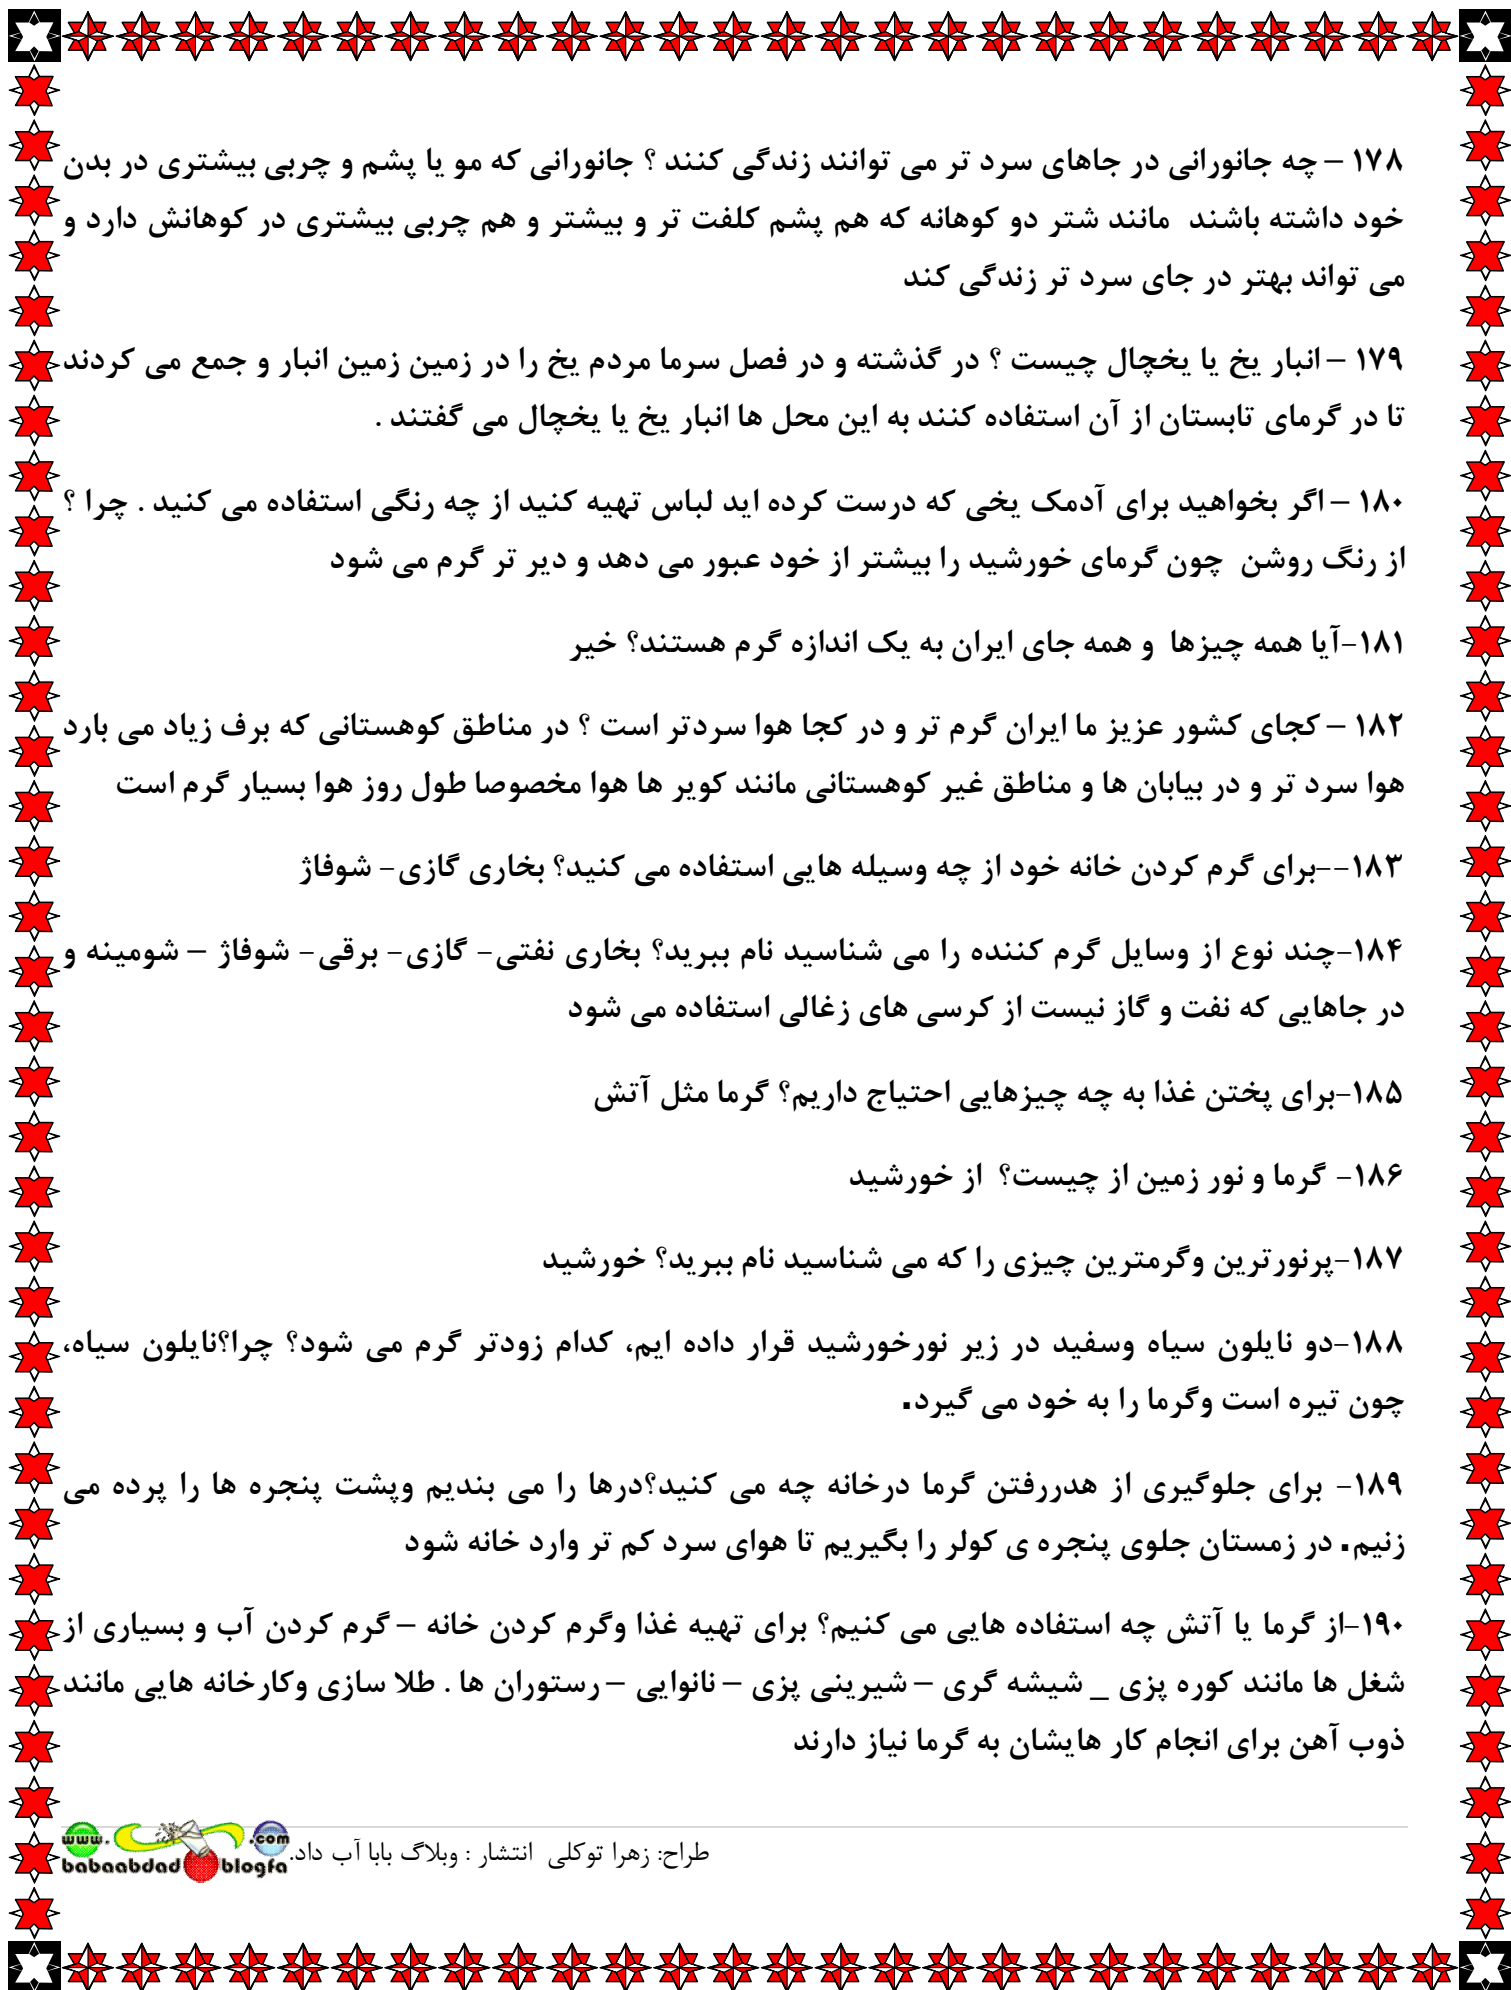 ۱۷۸ – چه جانورانی در جاهای سرد تر می توانند زندگی کنند ؟ جانورانی که مو یا پشم و چربی بیشتری در بدن
خود داشته باشند مانند شتر دو کوهانه که هم پشم کلفت تر و بیشتر و هم چربی بیشتری در کوهانش دارد و
می تواند بهتر در جای سرد تر زندگی کند
۱۷۹ – انبار یخ یا یخچال چیست ؟ در گذشته و در فصل سرما مردم یخ را در زمین زمین انبار و جمع می کردند
تا در گرمای تابستان از آن استفاده کنند به این محل ها انبار یخ یا یخچال می گفتند .
۱۸۰ – اگر بخواهید برای آدمک یخی که درست کرده اید لباس تهیه کنید از چه رنگی استفاده می کنید . چرا ؟
از رنگ روشن چون گرمای خورشید را بیشتر از خود عبور می دهد و دیر تر گرم می شود
۱۸۱-آیا همه چیزها و همه جای ایران به یک اندازه گرم هستند؟ خیر
۱۸۲ – کجای کشور عزیز ما ایران گرم تر و در کجا هوا سردتر است ؟ در مناطق کوهستانی که برف زیاد می بارد
هوا سرد تر و در بیابان ها و مناطق غیر کوهستانی مانند کویر ها هوا مخصوصا طول روز هوا بسیار گرم است
۱۸۳--برای گرم کردن خانه خود از چه وسیله هایی استفاده می کنید؟ بخاری گازی- شوفاژ
۱۸۴-چند نوع از وسایل گرم کننده را می شناسید نام ببرید؟ بخاری نفتی- گازی- برقی- شوفاژ – شومینه و
در جاهایی که نفت و گاز نیست از کرسی های زغالی استفاده می شود
۱۸۵-برای پختن غذا به چه چیزهایی احتیاج داریم؟ گرما مثل آتش
۱۸۶- گرما و نور زمین از چیست؟ از خورشید
۱۸۷-پرنورترین وگرمترین چیزی را که می شناسید نام ببرید؟ خورشید
۱۸۸-دو نایلون سیاه وسفید در زیر نورخورشید قرار داده ایم، کدام زودتر گرم می شود؟ چرا؟نایلون سیاه،
چون تیره است وگرما را به خود می گیرد.
۱۸۹- برای جلوگیری از هدررفتن گرما درخانه چه می کنید؟درها را می بندیم وپشت پنجره ها را پرده می
زنیم. در زمستان جلوی پنجره ی کولر را بگیریم تا هوای سرد کم تر وارد خانه شود
۱۹۰-از گرما یا آتش چه استفاده هایی می کنیم؟ برای تهیه غذا وگرم کردن خانه – گرم کردن آب و بسیاری از
شغل ها مانند کوره پزی _ شیشه گری – شیرینی پزی – نانوایی – رستوران ها . طلا سازی وکارخانه هایی مانند
ذوب آهن برای انجام کار هایشان به گرما نیاز دارند
طراح: زهرا توکلی انتشار : وبلاگ بابا آب داد.
www. .com
babaabdad blogfa